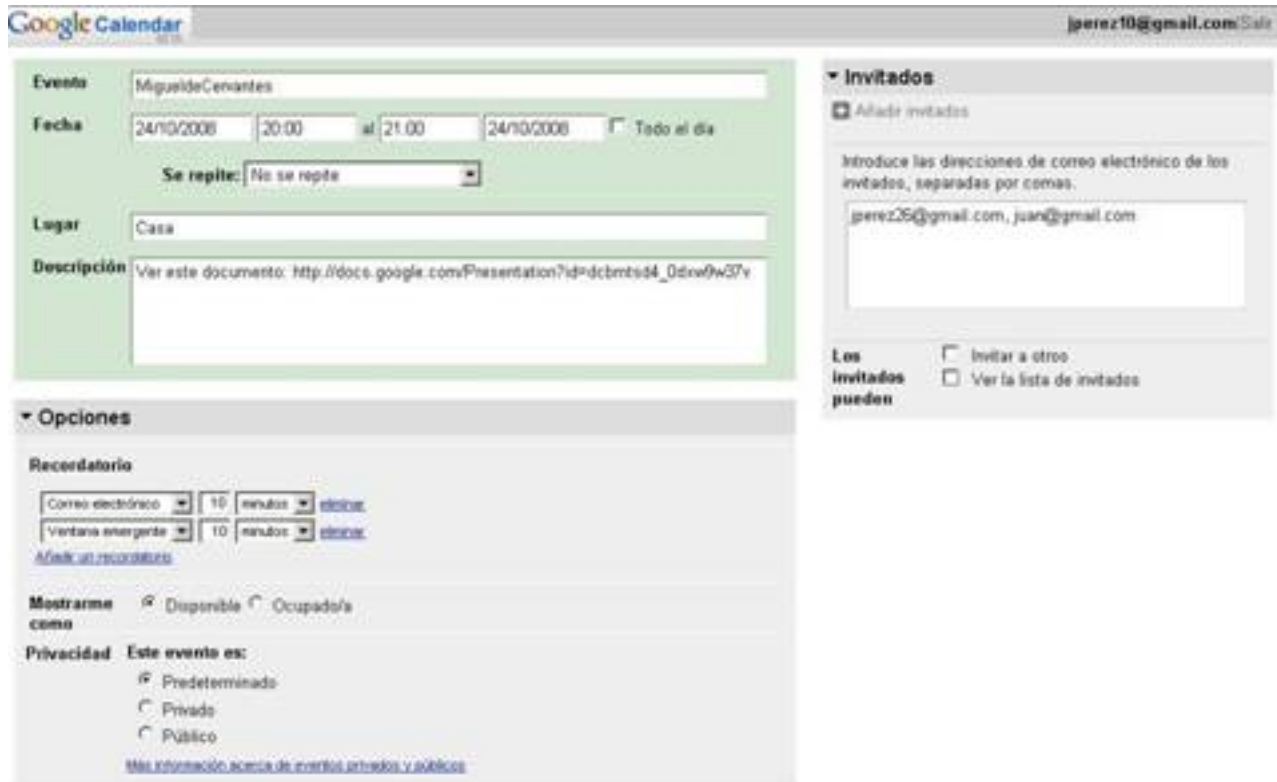 Google Calendar
jperez10@gmail.com|Salir
Evento MigueldeCervantes
Fecha 24/10/2008 20:00 al 21:00 24/10/2008 Todo el día
Se repite: No se repite
Lugar Casa
Descripción Ver este documento: http://docs.google.com/Presentation?id=
Opciones
Recordatorio
Correo electrónico 10 minutos eliminar
Ventana emergente 10 minutos eliminar
Añadir un recordatorio
Mostrarme como Disponible Ocupado/a
Privacidad Este evento es:
Predeterminado
Privado
Público
Más información acerca de eventos privados y públicos
Invitados
Añadir invitados
Introduce las direcciones de correo electrónico de los
invitados, separadas por comas.
jperez26@gmail.com, juan@gmail.com
Los invitados pueden
Invitar a otros
Ver la lista de invitados